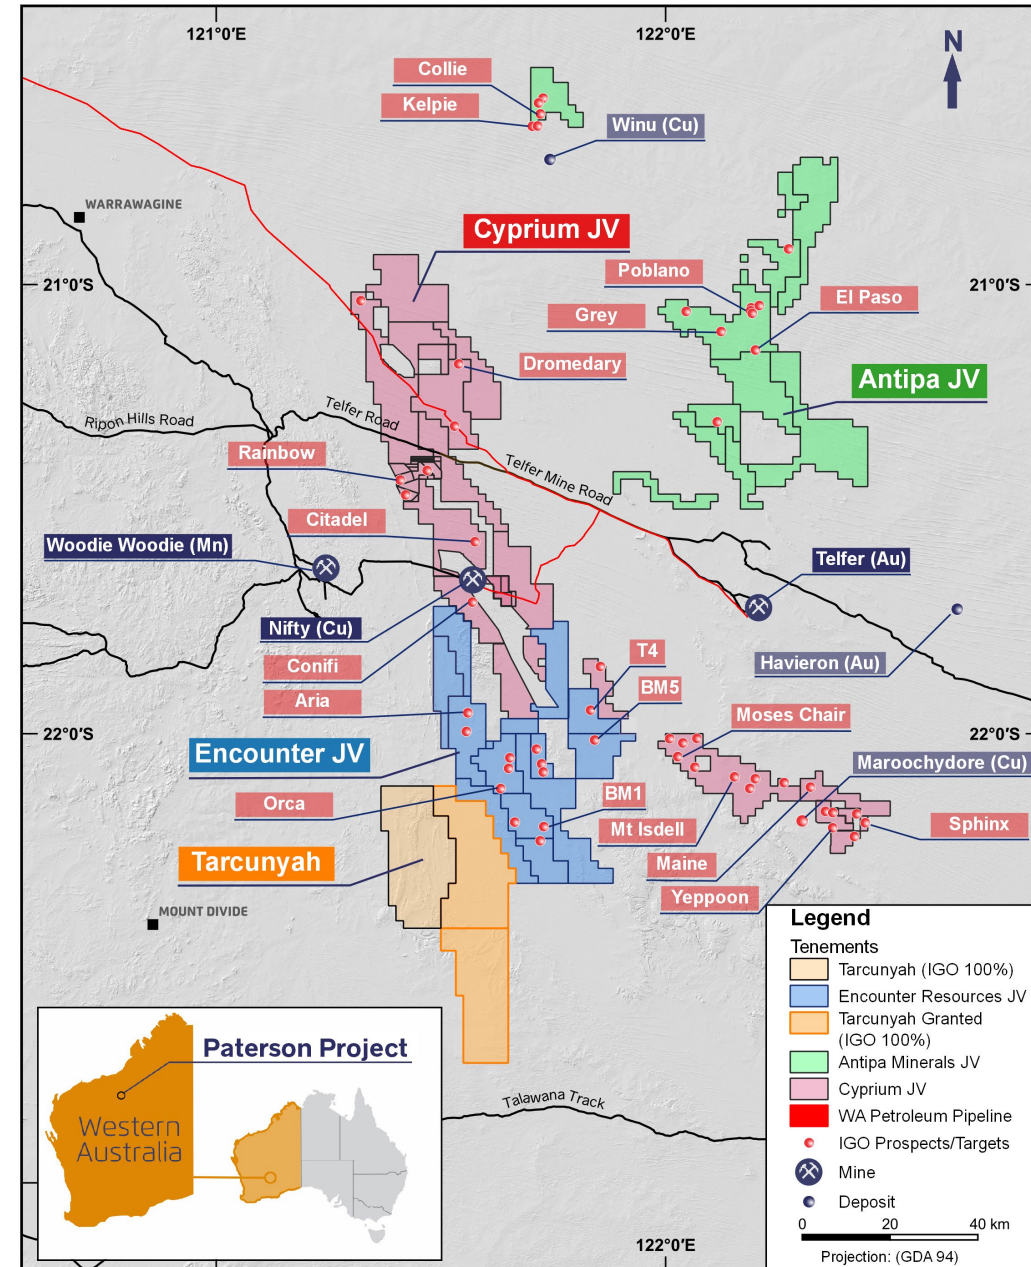 121°0'E
122°0'E
N
Collie
Kelpie
Winu (Cu)
WARRAWAGINE
Cyprium JV
21°0'S
Poblano
El Paso
21°0'S
Grey
Dromedary
Antipa JV
Ripon Hills Road
Telfer Road
Rainbow
Telfer Mine Road
Citadel
Woodie Woodie (Mn)
Telfer (Au)
Nifty (Cu)
Havieron (Au)
Conifi
T4
BM5
Aria
Moses Chair
22°0'S
22°0'S
Encounter JV
Maroochydore (Cu)
Orca
BM1
Mt Isdell
Sphinx
Tarcunyah
Maine
Yeppoon
MOUNT DIVIDE
Legend
Tenements
Tarcunyah (IGO 100%)
Encounter Resources JV
Tarcunyah Granted
(IGO 100%)
Antipa Minerals JV
Cyprium JV
WA Petroleum Pipeline
IGO Prospects/Targets
Mine
Deposit
0 20 40 km
Projection: (GDA 94)
Paterson Project
Western
Australia
Talawana Track
122°0'E